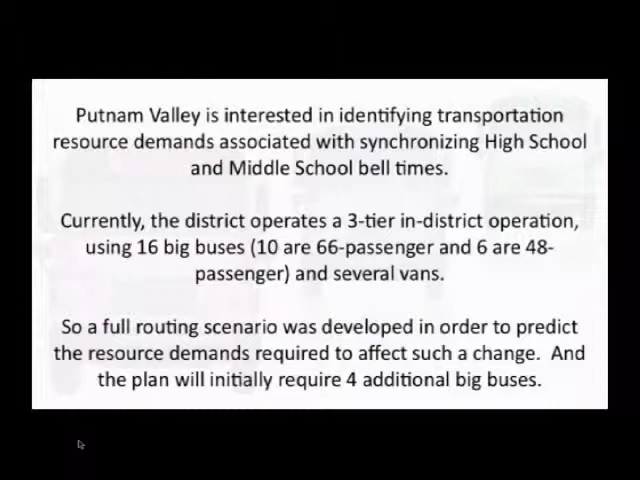 Putnam Valley is interested in identifying transportation
resource demands associated with synchronizing High School
and Middle School bell times.
Currently, the district operates a 3-tier in-district operation,
using 16 big buses (10 are 66-passenger and 6 are 48-
passenger) and several vans.
So a full routing scenario was developed in order to predict
the resource demands required to affect such a change.  And
the plan will initially require 4 additional big buses.